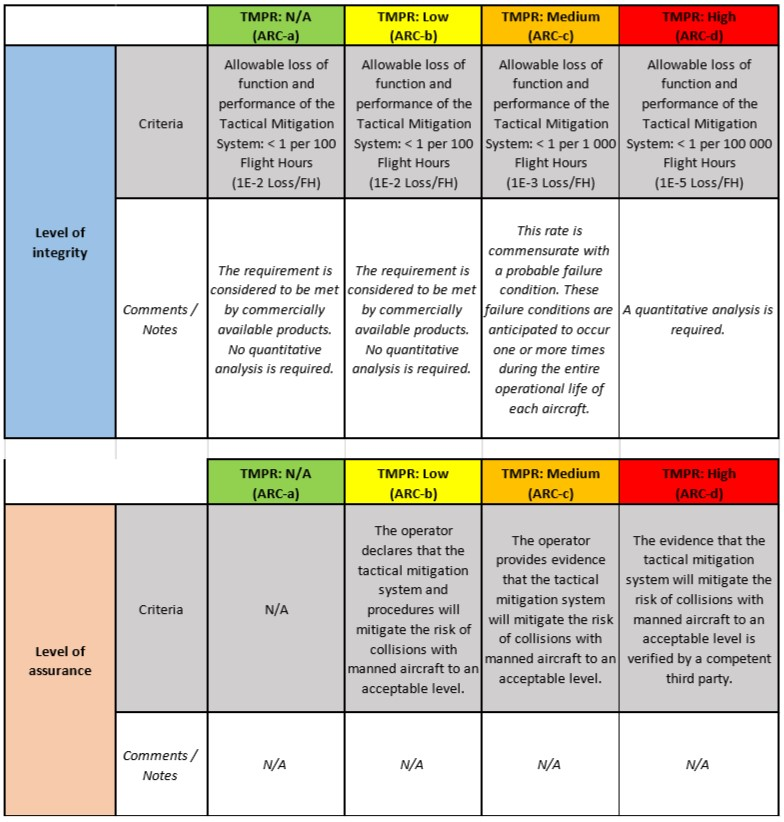 TMPR: N/A
(ARC-a)
TMPR: Low
(ARC-b)
TMPR: Medium
(ARC-c)
TMPR: High
(ARC-d)
Level of
integrity
Criteria
Allowable loss of
function and
performance of the
Tactical Mitigation
System: < 1 per 100
Flight Hours
(1E-2 Loss/FH)
Allowable loss of
function and
performance of the
Tactical Mitigation
System: < 1 per 100
Flight Hours
(1E-2 Loss/FH)
Allowable loss of
function and
performance of the
Tactical Mitigation
System: < 1 per 1 000
Flight Hours
(1E-3 Loss/FH)
Allowable loss of
function and
performance of the
Tactical Mitigation
System: < 1 per 100 000
Flight Hours
(1E-5 Loss/FH)
Comments /
Notes
The requirement is
considered to be met
by commercially
available products.
No quantitative
analysis is required.
The requirement is
considered to be met
by commercially
available products.
No quantitative
analysis is required.
This rate is
commensurate with
a probable failure
condition. These
failure conditions are
anticipated to occur
one or more times
during the entire
operational life of
each aircraft.
A quantitative analysis is
required.
TMPR: N/A
(ARC-a)
TMPR: Low
(ARC-b)
TMPR: Medium
(ARC-c)
TMPR: High
(ARC-d)
Level of
assurance
Criteria
N/A
The operator
declares that the
tactical mitigation
system and
procedures will
mitigate the risk of
collisions with
manned aircraft to an
acceptable level.
The operator
provides evidence
that the tactical
mitigation system
will mitigate the risk
of collisions with
manned aircraft to an
acceptable level.
The evidence that the
tactical mitigation
system will mitigate the
risk of collisions with
manned aircraft to an
acceptable level is
verified by a competent
third party.
Comments /
Notes
N/A
N/A
N/A
N/A